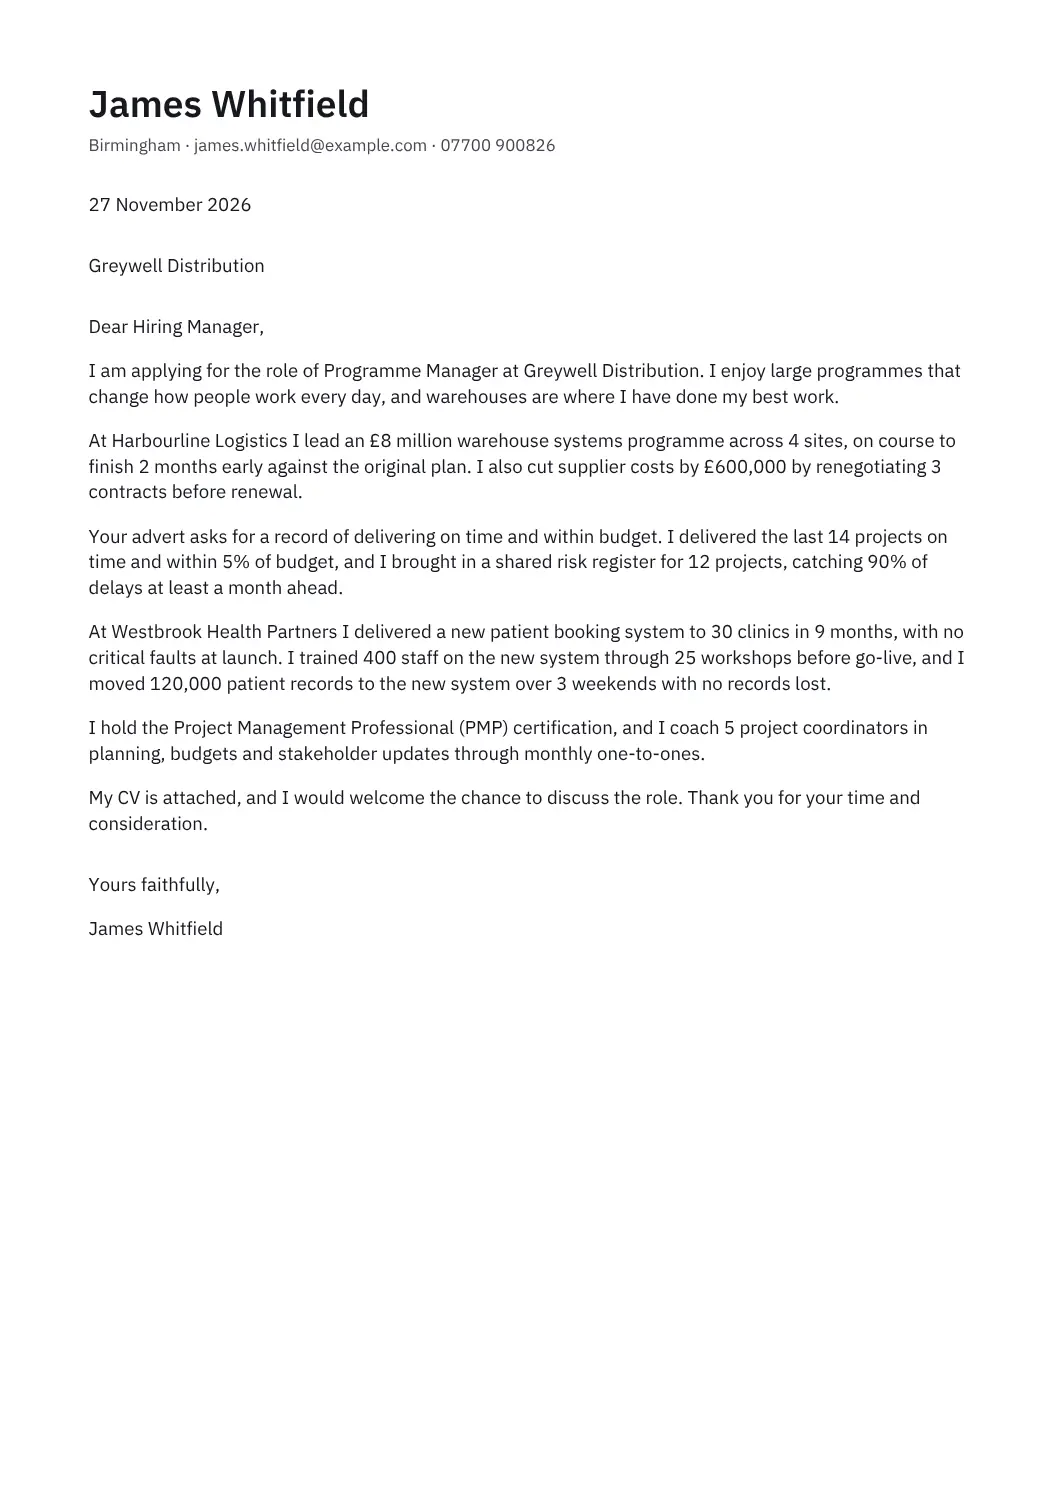 James Whitfield
Birmingham · james.whitfield@example.com · 07700 900826
27 November 2026
Greywell Distribution
Dear Hiring Manager,
I am applying for the role of Programme Manager at Greywell Distribution. I enjoy large programmes that
change how people work every day, and warehouses are where I have done my best work.
At Harbourline Logistics I lead an £8 million warehouse systems programme across 4 sites, on course to
finish 2 months early against the original plan. I also cut supplier costs by £600,000 by renegotiating 3
contracts before renewal.
Your advert asks for a record of delivering on time and within budget. I delivered the last 14 projects on
time and within 5% of budget, and I brought in a shared risk register for 12 projects, catching 90% of
delays at least a month ahead.
At Westbrook Health Partners I delivered a new patient booking system to 30 clinics in 9 months, with no
critical faults at launch. I trained 400 staff on the new system through 25 workshops before go-live, and I
moved 120,000 patient records to the new system over 3 weekends with no records lost.
I hold the Project Management Professional (PMP) certification, and I coach 5 project coordinators in
planning, budgets and stakeholder updates through monthly one-to-ones.
My CV is attached, and I would welcome the chance to discuss the role. Thank you for your time and
consideration.
Yours faithfully,
James Whitfield